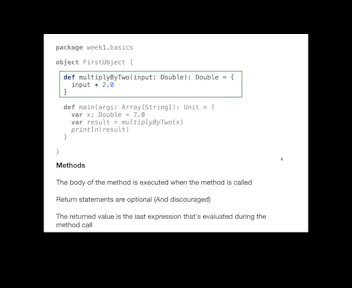 package week1.basics
object FirstObject {
def multiplyByTwo(input: Double): Double = {
input * 2.0
}
def main(args: Array[String]): Unit = {
var x: Double = 7.0
var result = multiplyByTwo(x)
println(result)
}
}
Methods
The body of the method is executed when the method is called
Return statements are optional (And discouraged)
The returned value is the last expression that's evaluated during the
method call